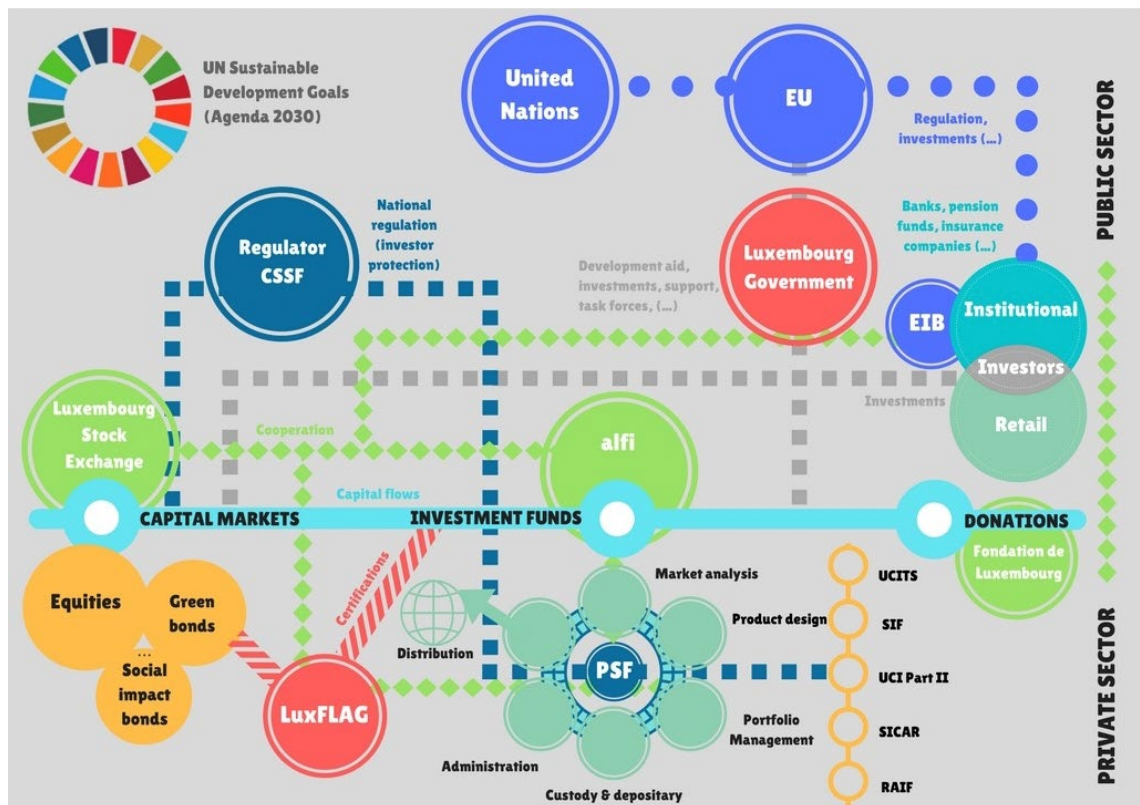 UN Sustainable
Development Goals
(Agenda 2030)
United
Nations
EU
Regulation,
investments (...)
PUBLIC SECTOR
National
regulation
(investor
protection)
Regulator
CSSF
Banks, pension
funds, insurance
companies (...)
Luxembourg
Government
Development aid,
investments, support,
task forces, (...)
EIB
Institutional
Investors
Retail
Investments
Luxembourg
Stock
Exchange
Cooperation
alfi
Capital flows
CAPITAL MARKETS
INVESTMENT FUNDS
DONATIONS
Fondation de
Luxembourg
Equities
Green
bonds
...
Social
impact
bonds
Certifications
LuxFLAG
Distribution
Market analysis
Product design
PSF
Portfolio
Management
Administration
Custody & depositary
UCITS
SIF
UCI Part II
SICAR
RAIF
PRIVATE SECTOR